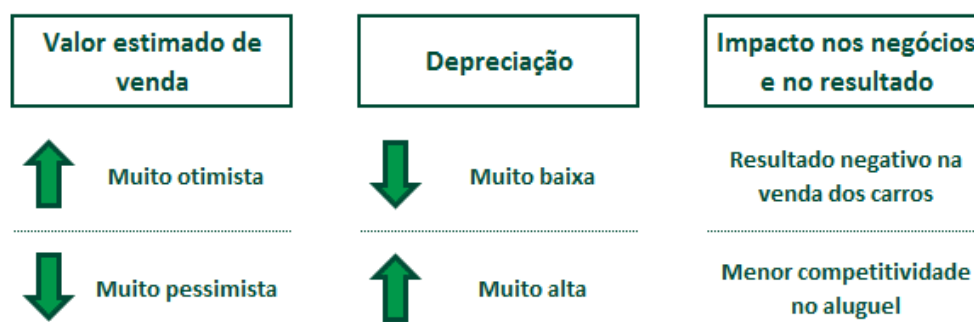 Valor estimado de
venda
Depreciação
Impacto nos negócios
e no resultado
Muito otimista
Muito baixa
Resultado negativo na
venda dos carros
Muito pessimista
Muito alta
Menor competitividade
no aluguel